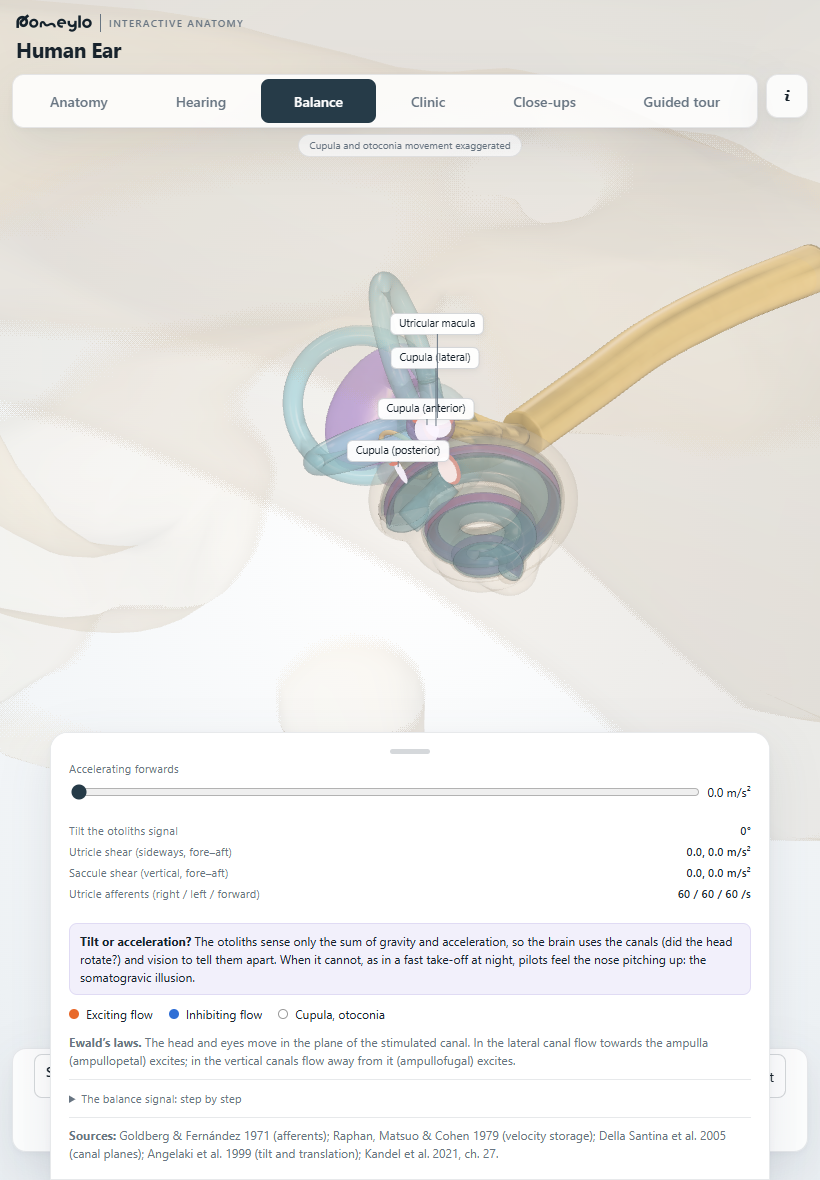 Domeylo
INTERACTIVE ANATOMY
Human Ear
Anatomy
Hearing
Balance
Clinic
Close-ups
Guided tour
i
Cupula and otoconia movement exaggerated
Utricular macula
Cupula (lateral)
Cupula (anterior)
Cupula (posterior)
Accelerating forwards
0.0 m/s²
Tilt the otoliths signal 0°
Utricle shear (sideways, fore–aft) 0.0, 0.0 m/s²
Saccule shear (vertical, fore–aft) 0.0, 0.0 m/s²
Utricle afferents (right / left / forward) 60 / 60 / 60 /s
Tilt or acceleration? The otoliths sense only the sum of gravity and acceleration, so the brain uses the canals (did the head
rotate?) and vision to tell them apart. When it cannot, as in a fast take-off at night, pilots feel the nose pitching up: the
somatogravic illusion.
Exciting flow Inhibiting flow Cupula, otoconia
Ewald’s laws. The head and eyes move in the plane of the stimulated canal. In the lateral canal flow towards the ampulla
(ampullopetal) excites; in the vertical canals flow away from it (ampullofugal) excites.
The balance signal: step by step
Sources: Goldberg & Fernández 1971 (afferents); Raphan, Matsuo & Cohen 1979 (velocity storage); Della Santina et al. 2005
(canal planes); Angelaki et al. 1999 (tilt and translation); Kandel et al. 2021, ch. 27.